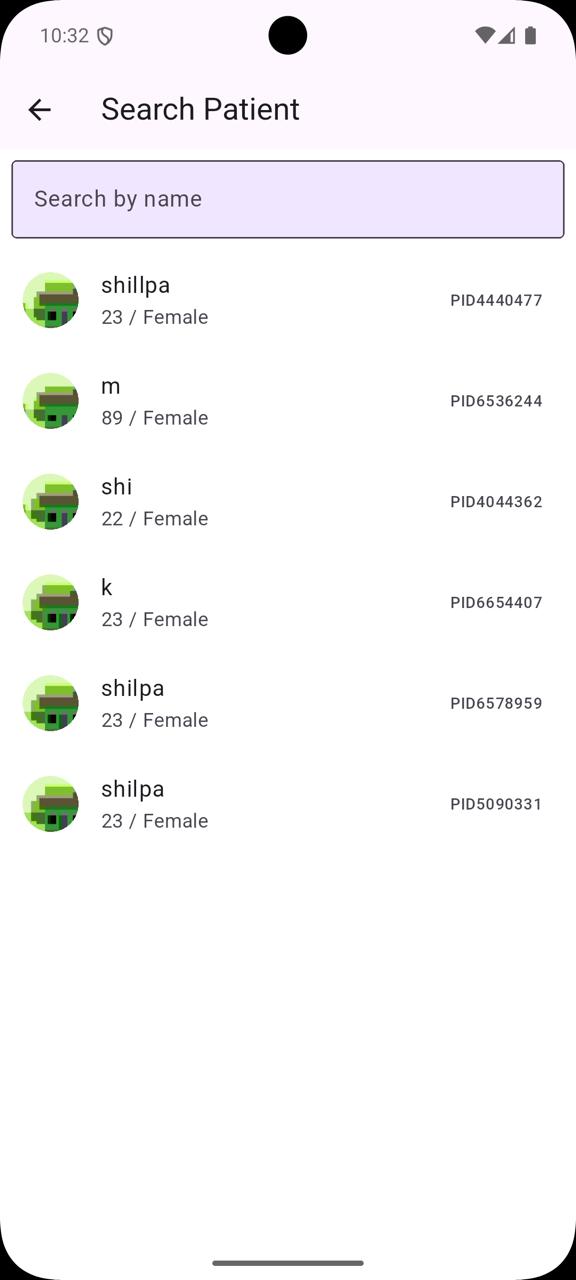 10:32
Search Patient
Search by name
shillpa
23 / Female
PID4440477
m
89 / Female
PID6536244
shi
22 / Female
PID4044362
k
23 / Female
PID6654407
shilpa
23 / Female
PID6578959
shilpa
23 / Female
PID5090331